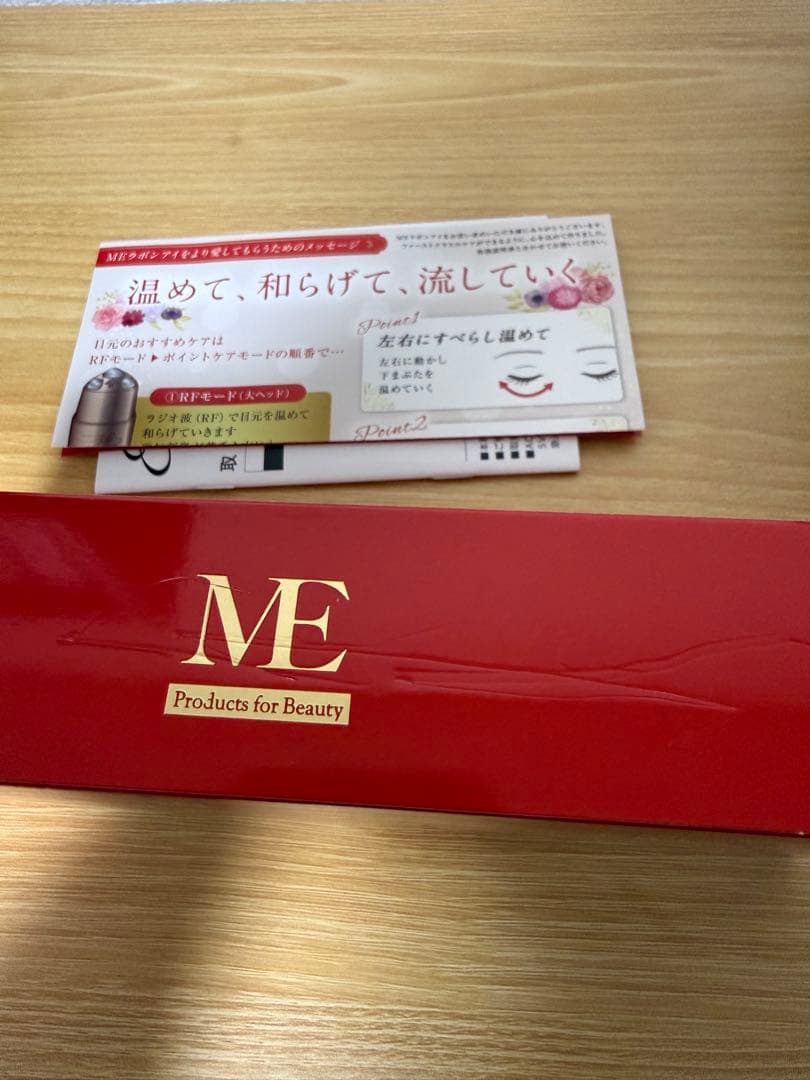 MEラボンアイをより愛してもらうためのメッセージ
温めて、和らげて、流していく
目元のおすすめケアは
RFモード▶ポイントケアモードの順番で…
①RFモード(大ヘッド)
ラジオ波(RF)で目元を温めて
和らげていきます
Point1
左右にすべらし温めて
左右に動かし
下まぶたを
温めていく
Point2
取
ME
Products for Beauty